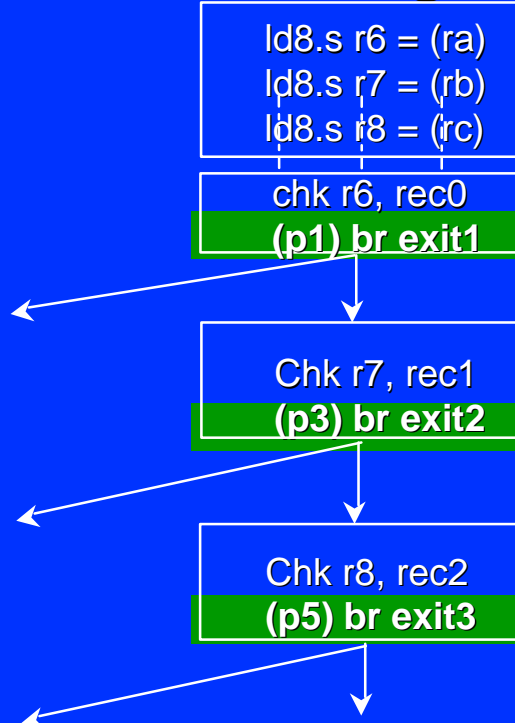 ld8.s r6 = (ra)
ld8.s r7 = (rb)
ld8.s r8 = (rc)
chk r6, rec0
(p1) br exit1
Chk r7, rec1
(p3) br exit2
Chk r8, rec2
(p5) br exit3